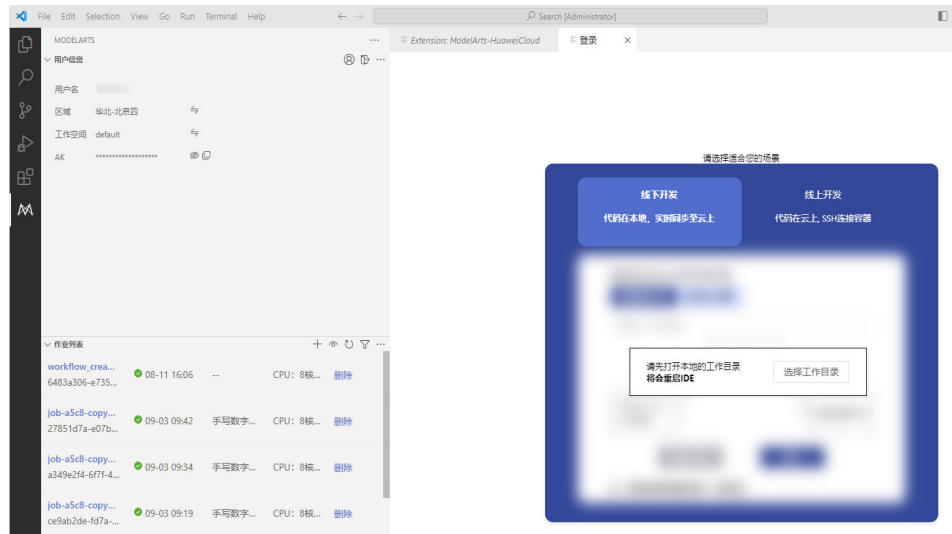 File Edit Selection View Go Run Terminal Help
Search [Administrator]
MODELARTS
用户信息
用户名
区域 华北-北京四
工作空间 default
AK ******************
作业列表
workflow_crea...
6483a306-e735...
08-11 16:06 -- CPU: 8核... 删除
job-a5c8-copy...
27851d7a-e07b...
09-03 09:42 手写数字... CPU: 8核... 删除
job-a5c8-copy...
a349e2f4-6f7f-4...
09-03 09:34 手写数字... CPU: 8核... 删除
job-a5c8-copy...
ce9ab2de-fd7a-...
09-03 09:19 手写数字... CPU: 8核... 删除
Extension: ModelArts-HuaweiCloud
登录
请选择适合您的场景
线下开发
代码在本地，实时同步至云上
线上开发
代码在云上, SSH连接容器
请先打开本地的工作目录
将会重启IDE
选择工作目录